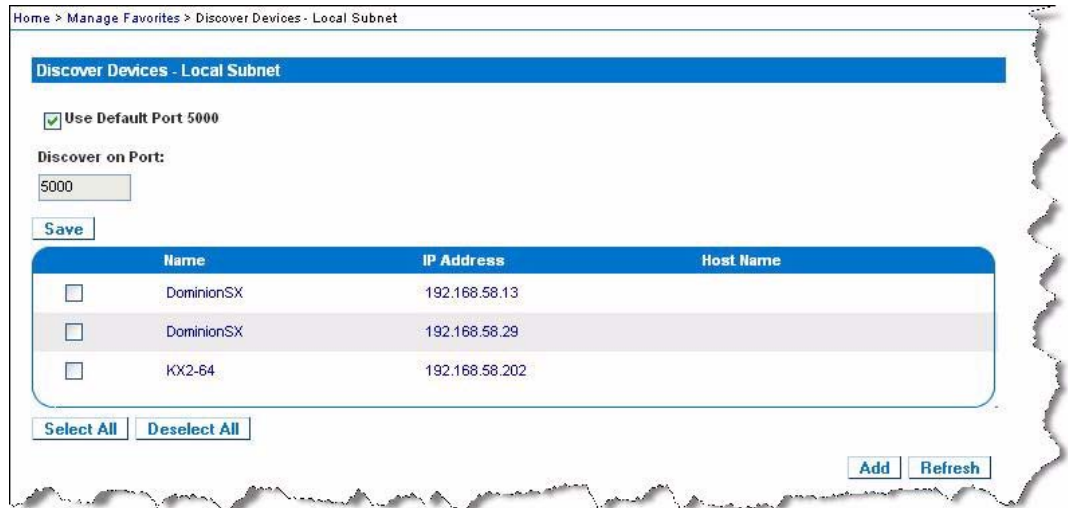 Home > Manage Favorites > Discover Devices - Local Subnet
Discover Devices - Local Subnet
Use Default Port 5000
Discover on Port:
5000
Save
Name IP Address Host Name
DominionSX 192.168.58.13
DominionSX 192.168.58.29
KX2-64 192.168.58.202
Select All Deselect All
Add Refresh